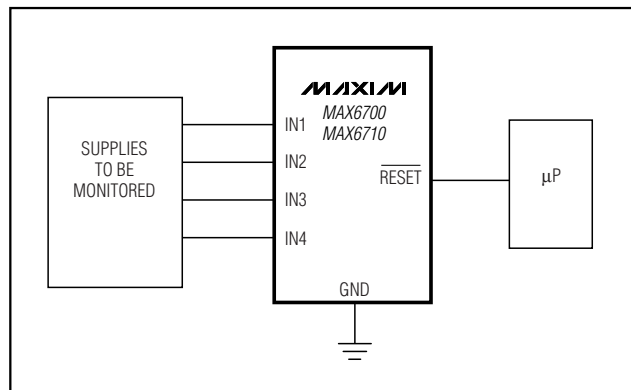 MAXIM
MAX6700
MAX6710
SUPPLIES
TO BE
MONITORED
IN1
IN2
IN3
IN4
RESET
GND
μP